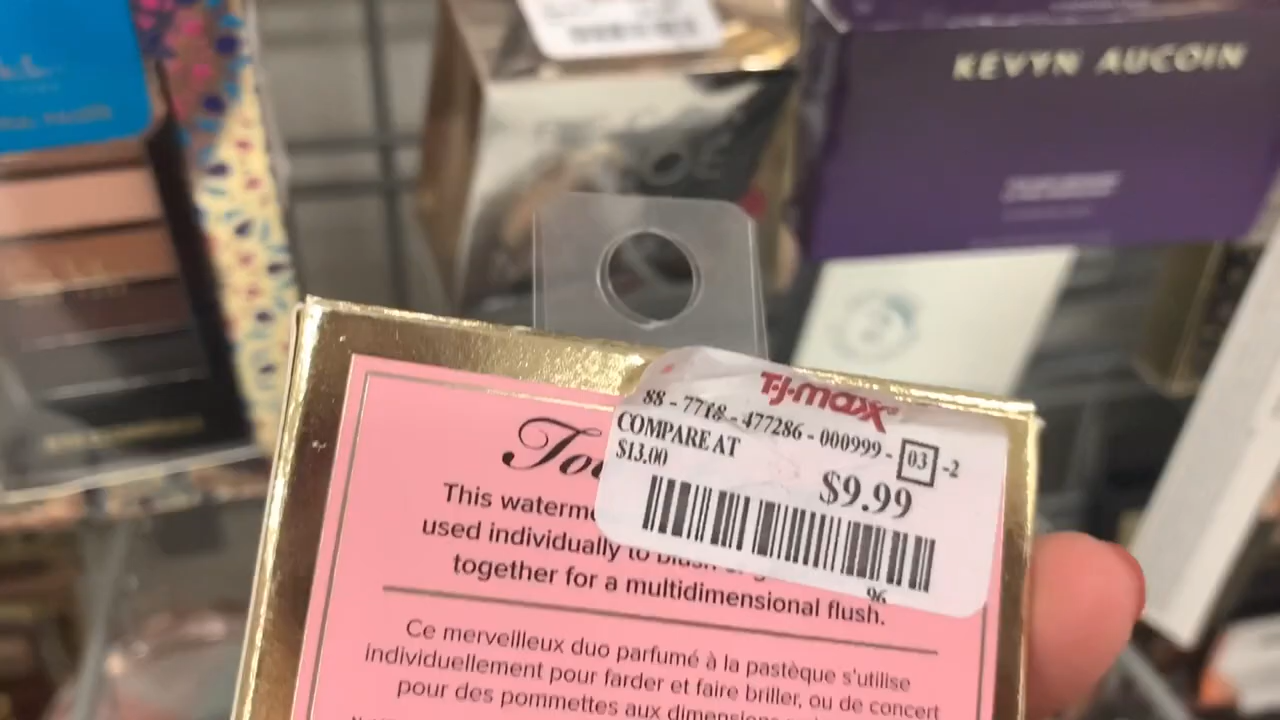 KEVYN AUCOIN
T·J·maxx®
88 - 7718 - 477286 - 000999 - 03 -2
COMPARE AT
$13.00
$9.99
96
This
used individually to blush
together for a multidimensional flush.
Ce merveilleux duo parfumé à la pastèque s'utilise
individuellement pour farder et faire briller, ou de concert
pour des pommettes aux